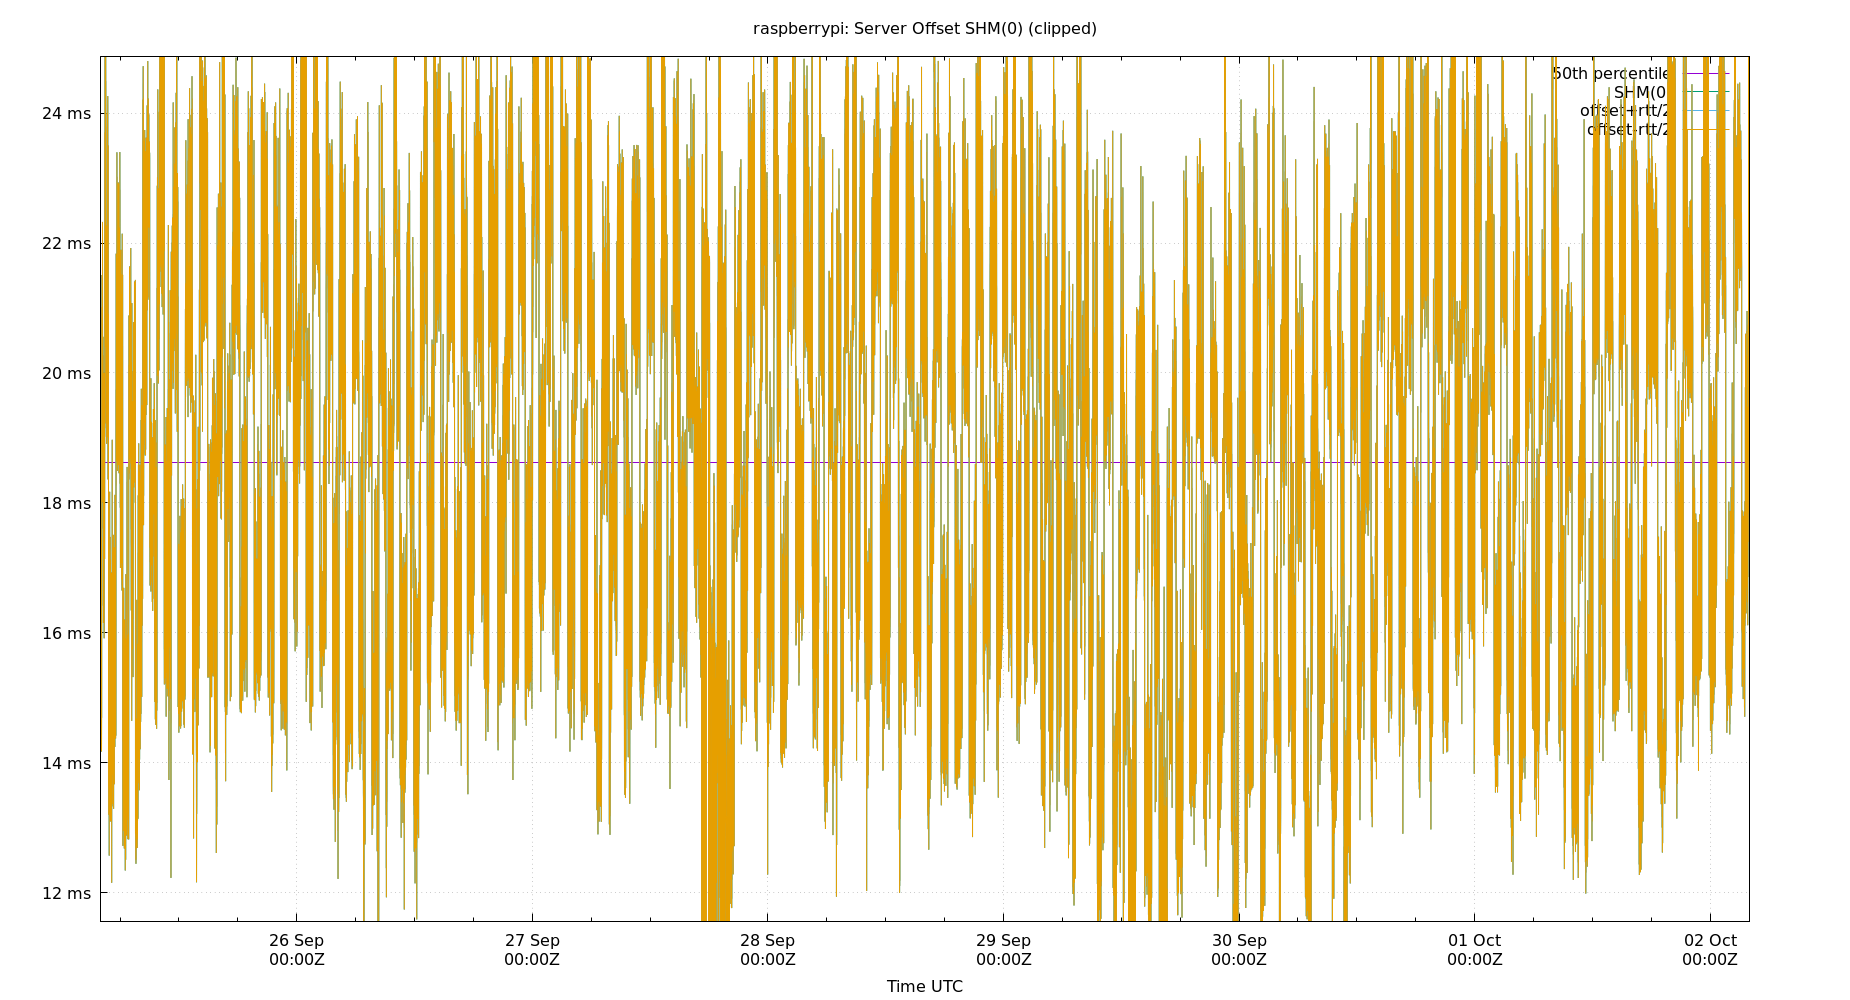 raspberrypi: Server Offset SHM(0) (clipped)
50th percentile
SHM(0)
offset+rtt/2
offset-rtt/2
24 ms
22 ms
20 ms
18 ms
16 ms
14 ms
12 ms
26 Sep
00:00Z
27 Sep
00:00Z
28 Sep
00:00Z
29 Sep
00:00Z
30 Sep
00:00Z
01 Oct
00:00Z
02 Oct
00:00Z
Time UTC